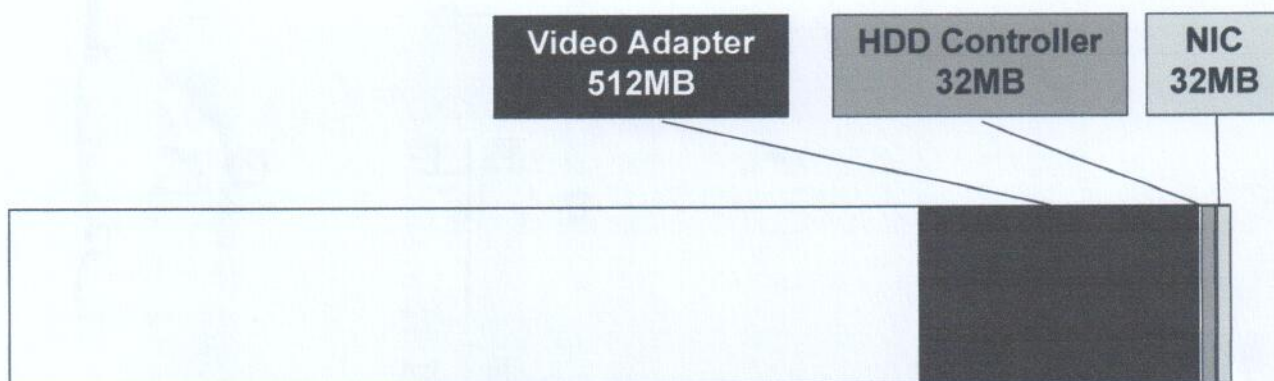 Video Adapter
512MB
HDD Controller
32MB
NIC
32MB